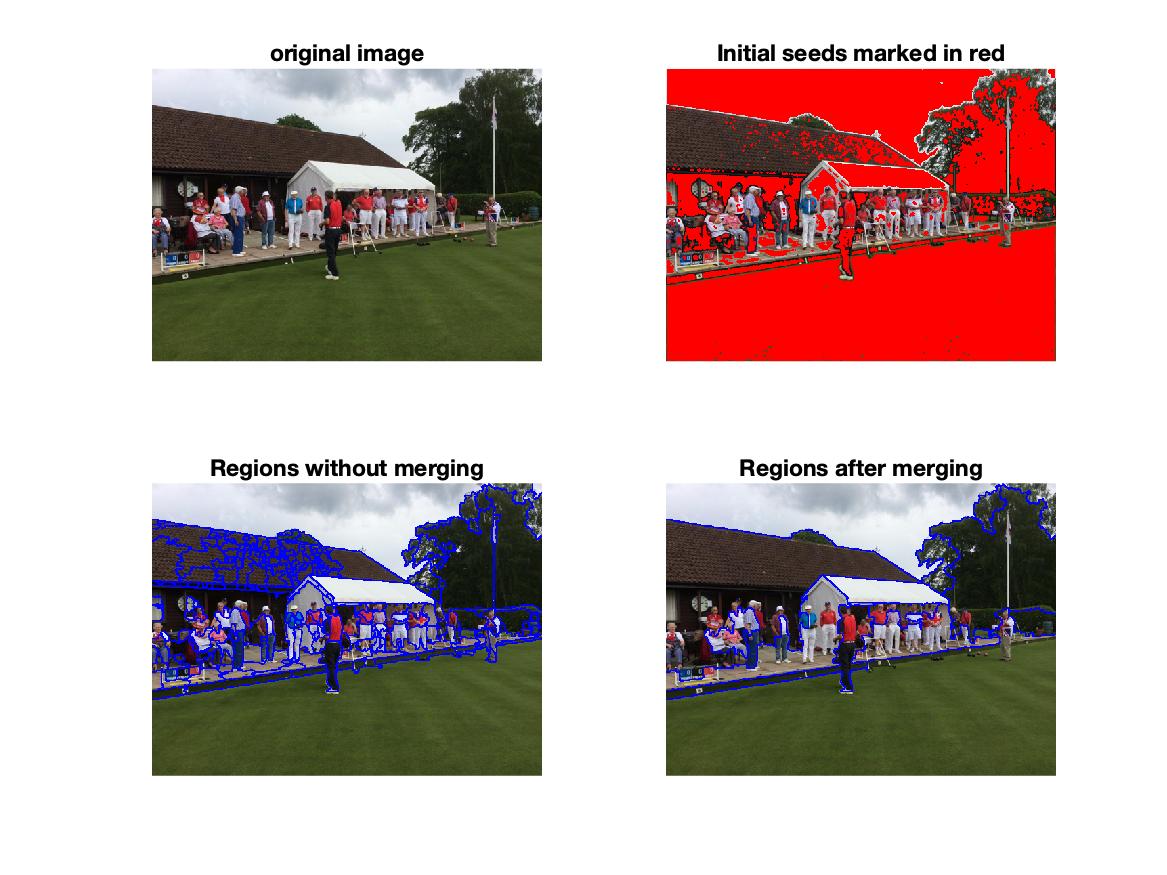 original image
Initial seeds marked in red
Regions without merging
Regions after merging